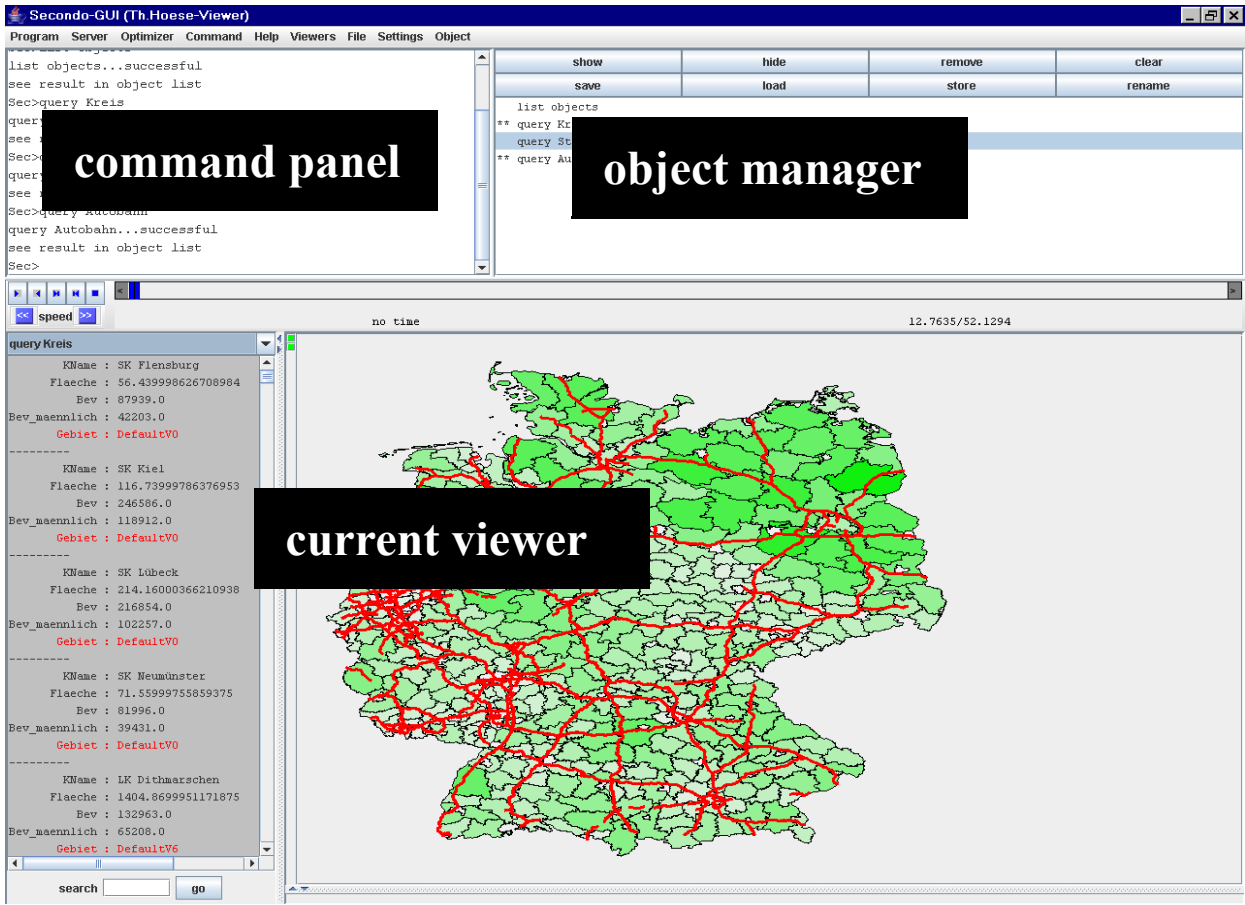 Secondo-GUI (Th.Hoese-Viewer)
Program Server Optimizer Command Help Viewers File Settings Object
list objects...successful
see result in object list
Sec>query Kreis
see
Sec>
see
Sec>query Autobahn
query Autobahn...successful
see result in object list
Sec>
command panel
show hide remove clear
save load store rename
list objects
** query Kr
query St
** query Au
object manager
<< speed >>
no time
12.7635/52.1294
query Kreis
KName : SK Flensburg
Flaeche : 56.439998626708984
Bev : 87939.0
Bev_maennlich : 42203.0
Gebiet : DefaultV0
---------
KName : SK Kiel
Flaeche : 116.73999786376953
Bev : 246586.0
Bev_maennlich : 118912.0
Gebiet : DefaultV0
---------
KName : SK Lübeck
Flaeche : 214.16000366210938
Bev : 216854.0
Bev_maennlich : 102257.0
Gebiet : DefaultV0
---------
KName : SK Neumünster
Flaeche : 71.55999755859375
Bev : 81996.0
Bev_maennlich : 39431.0
Gebiet : DefaultV0
---------
KName : LK Dithmarschen
Flaeche : 1404.8699951171875
Bev : 132963.0
Bev_maennlich : 65208.0
Gebiet : DefaultV6
current viewer
search go